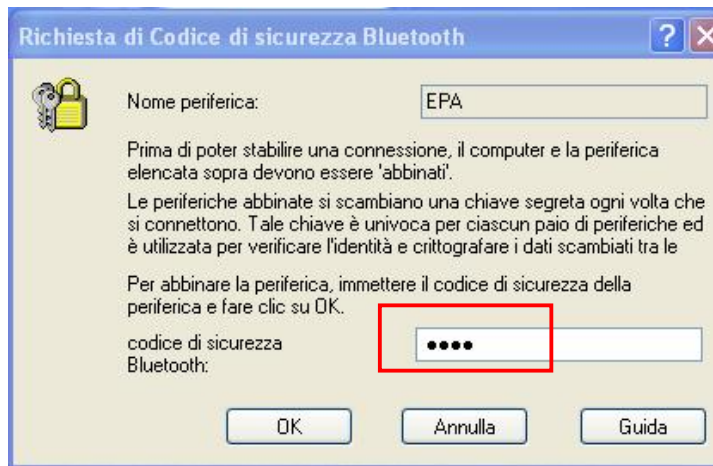 Richiesta di Codice di sicurezza Bluetooth
Nome periferica:
EPA
Prima di poter stabilire una connessione, il computer e la periferica
elencata sopra devono essere 'abbinati'.
Le periferiche abbinate si scambiano una chiave segreta ogni volta che
si connettono. Tale chiave è univoca per ciascun paio di periferiche ed
è utilizzata per verificare l'identità e crittografare i dati scambiati tra le
Per abbinare la periferica, immettere il codice di sicurezza della
periferica e fare clic su OK.
codice di sicurezza
Bluetooth:
••••
OK
Annulla
Guida